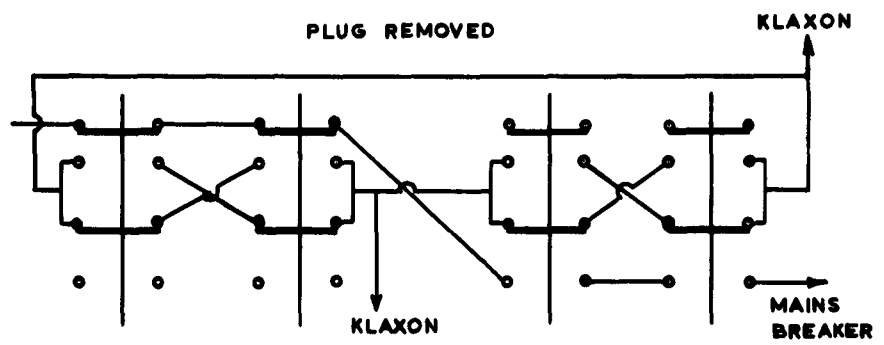 PLUG REMOVED
KLAXON
KLAXON
MAINS
BREAKER